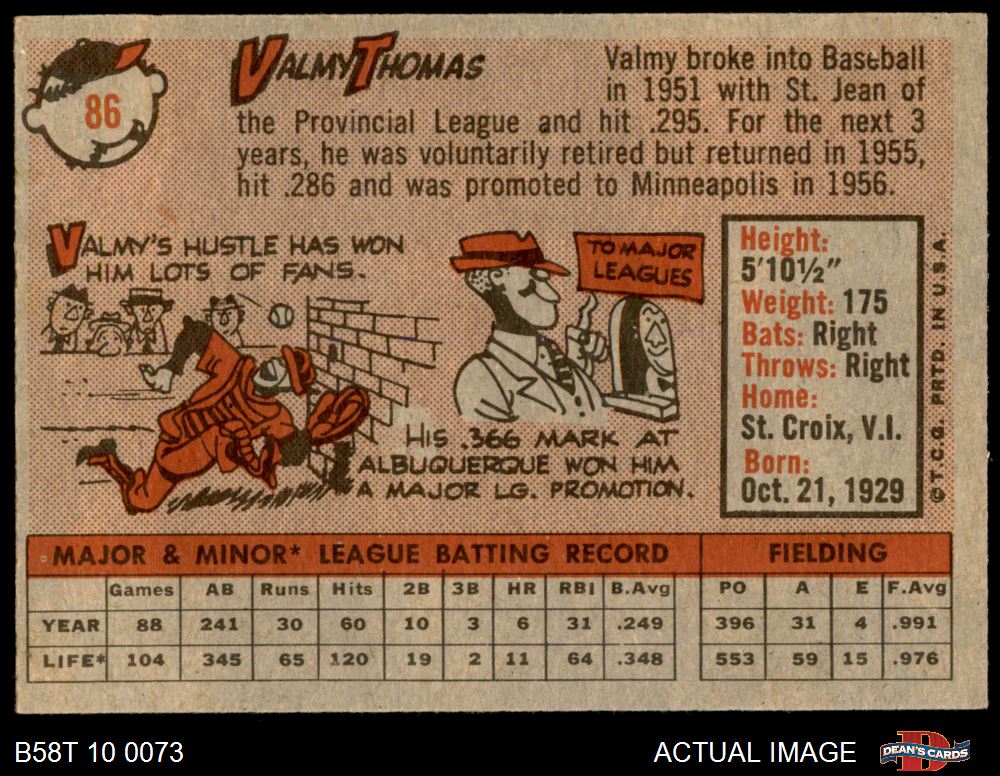 86
VALMY THOMAS
Valmy broke into Baseball
in 1951 with St. Jean of
the Provincial League and hit .295. For the next 3
years, he was voluntarily retired but returned in 1955,
hit .286 and was promoted to Minneapolis in 1956.
VALMY'S HUSTLE HAS WON
HIM LOTS OF FANS.
TO MAJOR
LEAGUES
HIS .366 MARK AT
ALBUQUERQUE WON HIM
A MAJOR LG. PROMOTION.
Height:
5'10½"
Weight: 175
Bats: Right
Throws: Right
Home:
St. Croix, V.I.
Born:
Oct. 21, 1929
©T.C.G. PRTD. IN U.S.A.
MAJOR & MINOR* LEAGUE BATTING RECORD FIELDING
Games AB Runs Hits 2B 3B HR RBI B.Avg PO A E F.Avg
YEAR 88 241 30 60 10 3 6 31 .249 396 31 4 .991
LIFE* 104 345 65 120 19 2 11 64 .348 553 59 15 .976
B58T 10 0073
ACTUAL IMAGE
DEAN'S CARDS